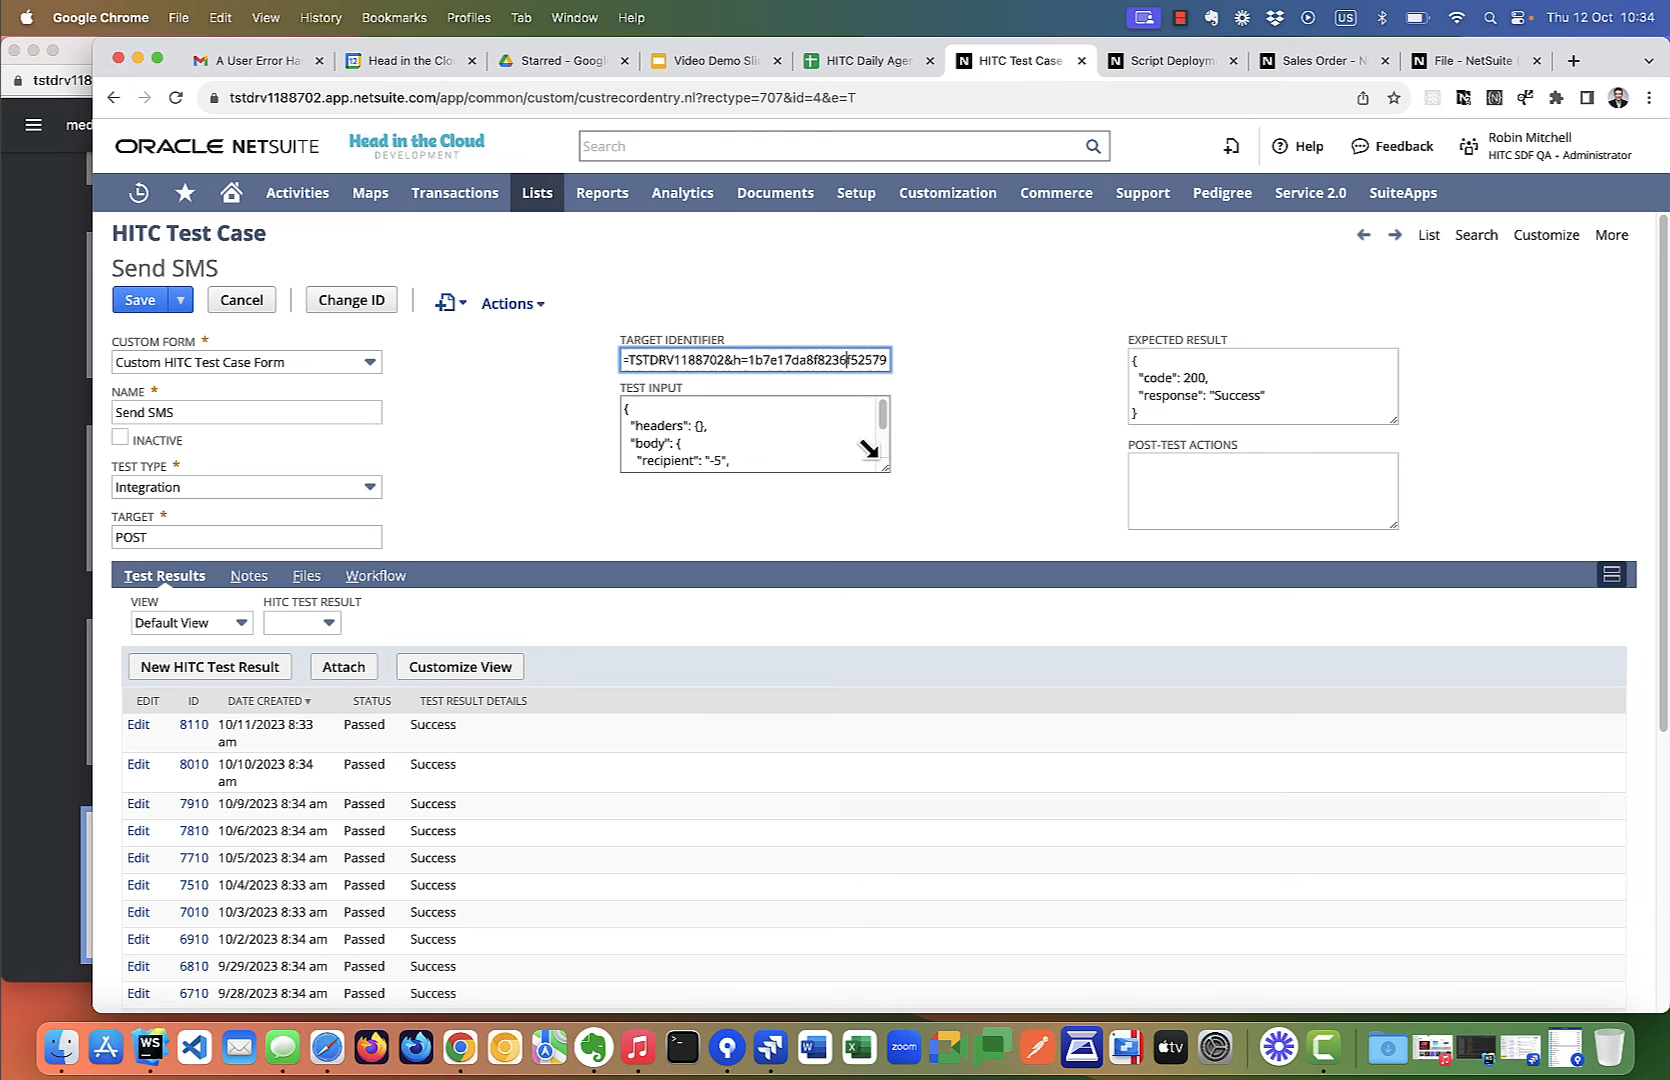 Google Chrome File Edit View History Bookmarks Profiles Tab Window Help US Thu 12 Oct 10:34
A User Error Ha
Head in the Clo
Starred - Google
Video Demo Sli
HITC Daily Age
HITC Test Case
Script Deploym
Sales Order - N
File - NetSuite (
tstdrv118
tstdrv1188702.app.netsuite.com/app/common/custom/custrecordentry.nl?rectype=707&id=4&e=T
med
ORACLE NETSUITE
Head in the Cloud
DEVELOPMENT
Search
Help
Feedback
Robin Mitchell
HITC SDF QA - Administrator
Activities Maps Transactions Lists Reports Analytics Documents Setup Customization Commerce Support Pedigree Service 2.0 SuiteApps
HITC Test Case
List Search Customize More
Send SMS
Save Cancel Change ID Actions
CUSTOM FORM *
Custom HITC Test Case Form
NAME *
Send SMS
INACTIVE
TEST TYPE *
Integration
TARGET *
POST
TARGET IDENTIFIER
=TSTDRV1188702&h=1b7e17da8f8236f52579
TEST INPUT
{
"headers": {},
"body": {
"recipient": "-5",
EXPECTED RESULT
{
"code": 200,
"response": "Success"
}
POST-TEST ACTIONS
Test Results Notes Files Workflow
VIEW
Default View
HITC TEST RESULT
New HITC Test Result Attach Customize View
EDIT ID DATE CREATED STATUS TEST RESULT DETAILS
Edit 8110 10/11/2023 8:33 am Passed Success
Edit 8010 10/10/2023 8:34 am Passed Success
Edit 7910 10/9/2023 8:34 am Passed Success
Edit 7810 10/6/2023 8:34 am Passed Success
Edit 7710 10/5/2023 8:34 am Passed Success
Edit 7510 10/4/2023 8:33 am Passed Success
Edit 7010 10/3/2023 8:33 am Passed Success
Edit 6910 10/2/2023 8:34 am Passed Success
Edit 6810 9/29/2023 8:34 am Passed Success
Edit 6710 9/28/2023 8:34 am Passed Success
WS
zoom
tv